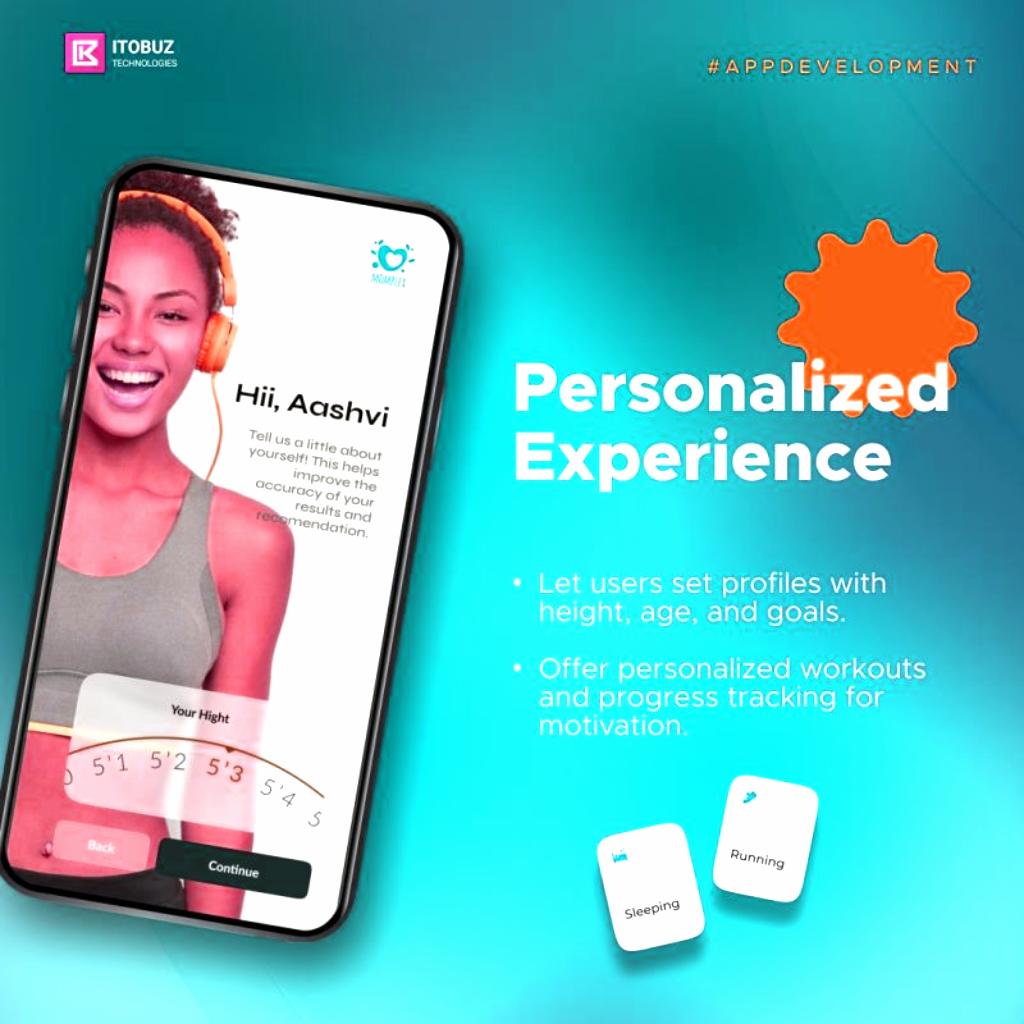 ITOBUZ
TECHNOLOGIES
#APPDEVELOPMENT
Hii, Aashvi
Tell us a little about
yourself! This helps
improve the
accuracy of your
results and
recomendation.
Your Hight
5'1 5'2 5'3 5'4 5
Back
Continue
Personalized
Experience
• Let users set profiles with
height, age, and goals.
• Offer personalized workouts
and progress tracking for
motivation.
Sleeping
Running